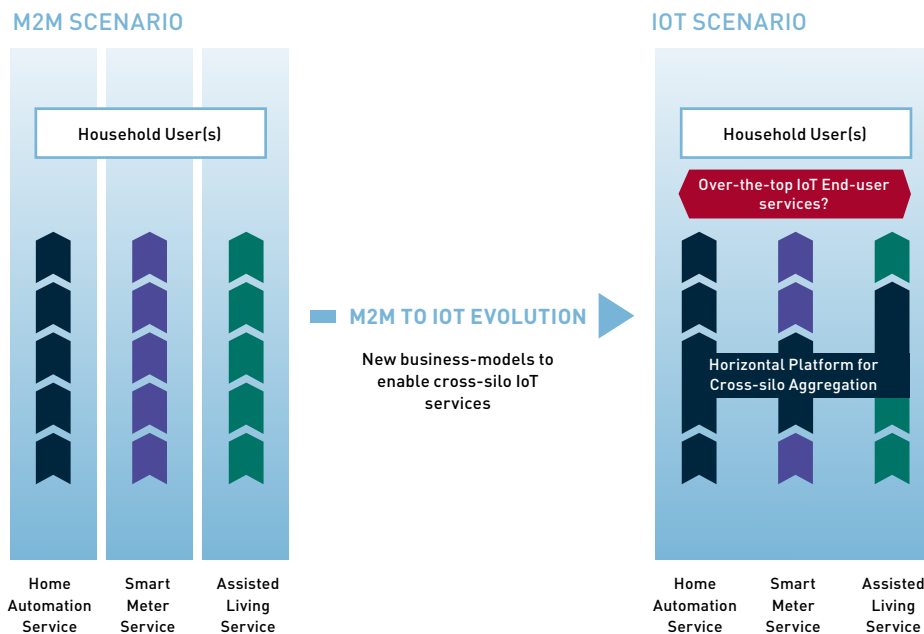 M2M SCENARIO
Household User(s)
Home
Automation
Service
Smart
Meter
Service
Assisted
Living
Service
M2M TO IOT EVOLUTION
New business-models to
enable cross-silo IoT
services
IOT SCENARIO
Household User(s)
Over-the-top IoT End-user
services?
Horizontal Platform for
Cross-silo Aggregation
Home
Automation
Service
Smart
Meter
Service
Assisted
Living
Service